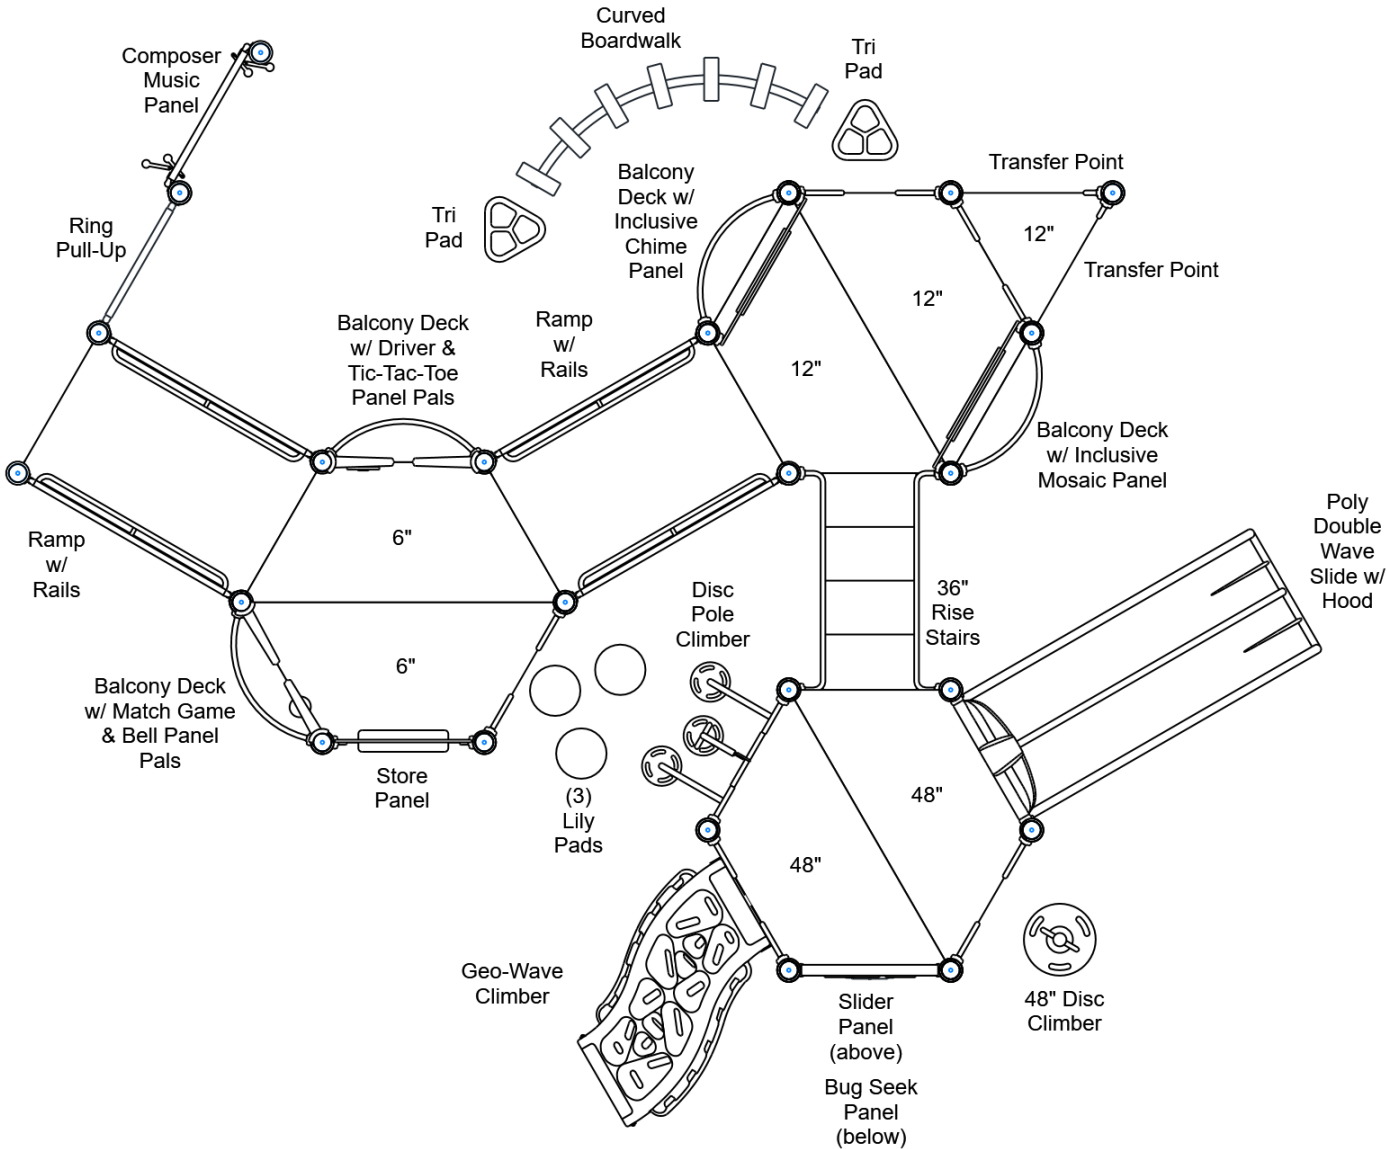 Curved
Boardwalk
Composer
Music
Panel
Tri
Pad
Transfer Point
Balcony
Deck w/
Inclusive
Chime
Panel
Tri
Pad
Ring
Pull-Up
12"
Transfer Point
12"
Balcony Deck
w/ Driver &
Tic-Tac-Toe
Panel Pals
Ramp
w/
Rails
12"
Balcony Deck
w/ Inclusive
Mosaic Panel
Poly
Double
Wave
Slide w/
Hood
6"
Ramp
w/
Rails
Disc
Pole
Climber
36"
Rise
Stairs
6"
Balcony Deck
w/ Match Game
& Bell Panel
Pals
Store
Panel
(3)
Lily
Pads
48"
48"
Geo-Wave
Climber
Slider
Panel
(above)
48" Disc
Climber
Bug Seek
Panel
(below)